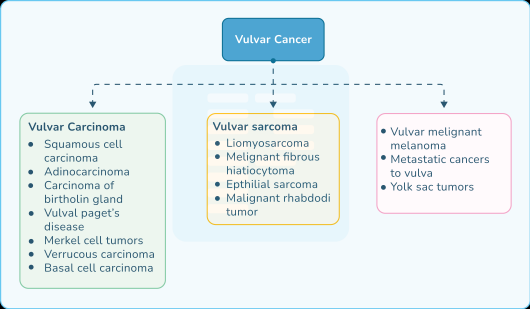 Vulvar Cancer
Vulvar Carcinoma
Squamous cell
carcinoma
Adinocarcinoma
Carcinoma of
birtholin gland
Vulval paget's
disease
Merkel cell tumors
Verrucous carcinoma
Basal cell carcinoma
Vulvar sarcoma
Liomyosarcoma
Melignant fibrous
hiatiocytoma
Epthilial sarcoma
Malignant rhabdodi
tumor
Vulvar melignant
melanoma
Metastatic cancers
to vulva
Yolk sac tumors